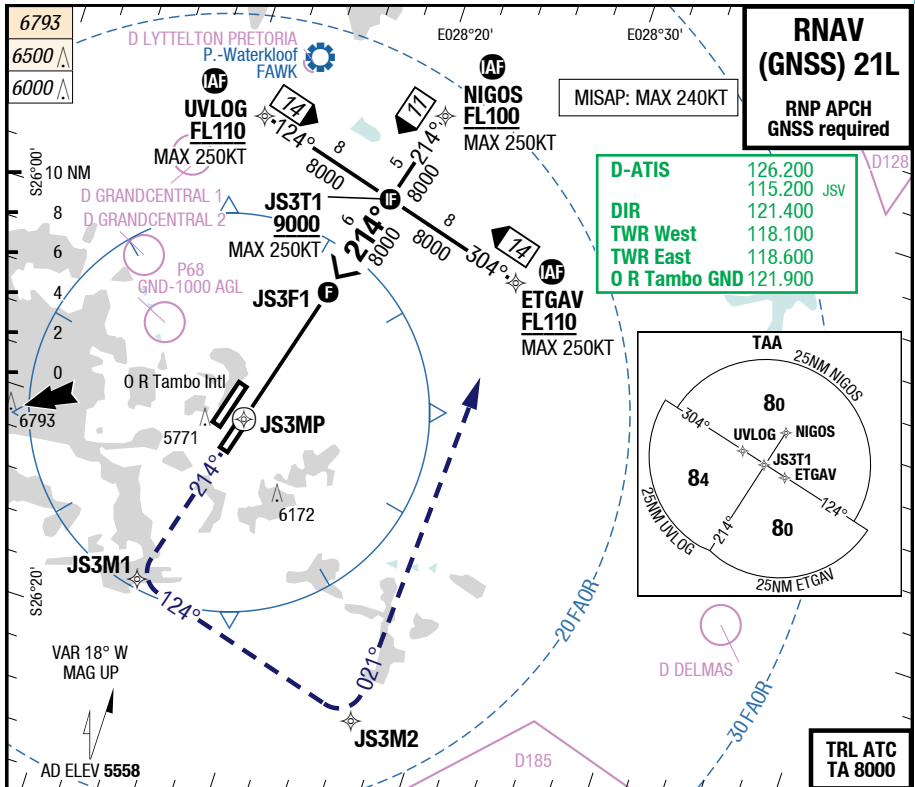 6793
6500
6000
D LYTTELTON PRETORIA
P.-Waterkloof
FAWK
E028°20'
E028°30'
RNAV
(GNSS) 21L
RNP APCH
GNSS required
IAF
UVLOG
FL110
MAX 250KT
14
124°
8
8000
11
214°
5
8000
IAF
NIGOS
FL100
MAX 250KT
MISAP: MAX 240KT
D128
S26°00'
10 NM
8
6
4
2
0
D GRANDCENTRAL 1
D GRANDCENTRAL 2
P68
GND-1000 AGL
JS3T1
9000
MAX 250KT
IF
6
214°
8000
8
8000
14
304°
IAF
ETGAV
FL110
MAX 250KT
D-ATIS 126.200
115.200 JSV
DIR 121.400
TWR West 118.100
TWR East 118.600
O R Tambo GND 121.900
JS3F1
F
O R Tambo Intl
6793
5771
JS3MP
214°
6172
TAA
25NM NIGOS
80
304°
UVLOG
NIGOS
JS3T1
ETGAV
84
124°
214°
80
25NM UVLOG
25NM ETGAV
S26°20'
JS3M1
124°
021°
JS3M2
20 FAOR
30 FAOR
D DELMAS
D185
VAR 18° W
MAG UP
AD ELEV 5558
TRL ATC
TA 8000